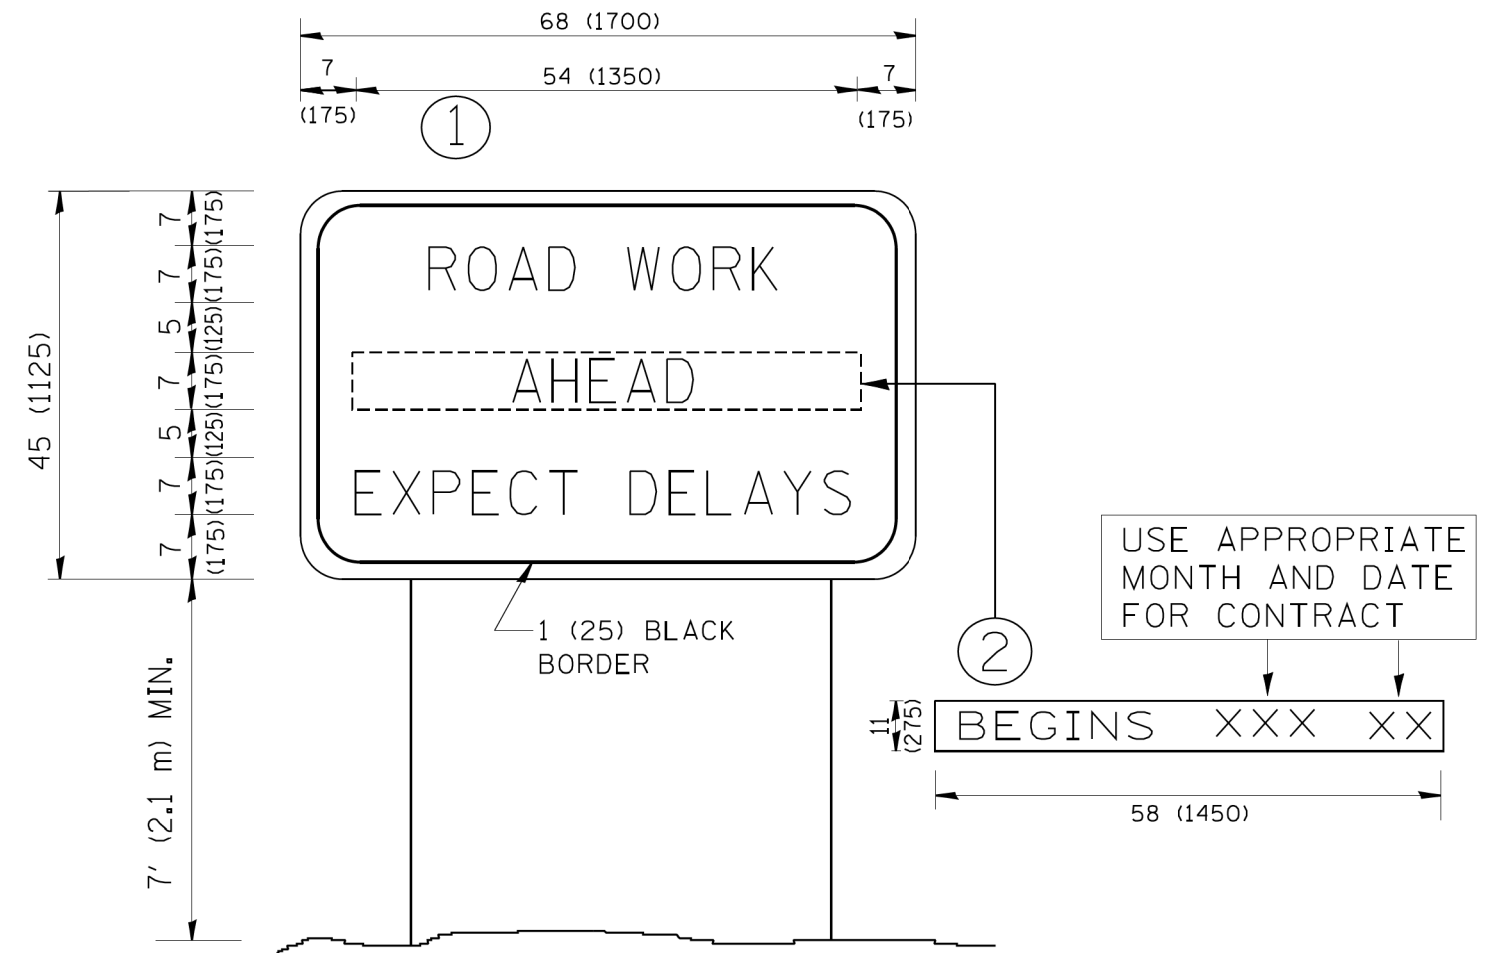 68 (1700)
7
54 (1350)
7
(175)
(175)
1
7
(175)
7
(175)
5
(125)
7
(175)
5
(125)
7
(175)
7
(175)
45 (1125)
ROAD WORK
AHEAD
EXPECT DELAYS
1 (25) BLACK
BORDER
7' (2.1 m) MIN.
2
USE APPROPRIATE
MONTH AND DATE
FOR CONTRACT
11
(275)
BEGINS XXX XX
58 (1450)